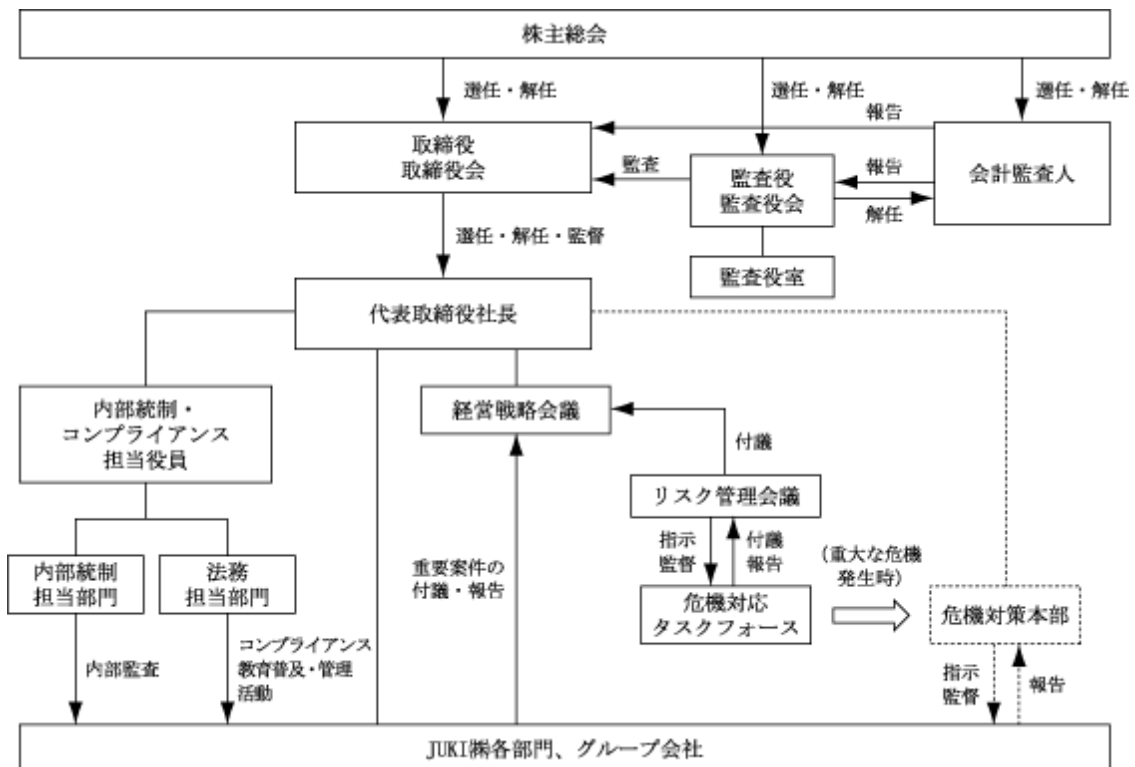 株主総会
選任・解任
選任・解任
選任・解任
報告
取締役
取締役会
監査
監査役
監査役会
報告
解任
会計監査人
選任・解任・監督
監査役室
代表取締役社長
内部統制・
コンプライアンス
担当役員
経営戦略会議
付議
リスク管理会議
指示
監督
付議
報告
内部統制
担当部門
法務
担当部門
重要案件の
付議・報告
危機対応
タスクフォース
(重大な危機
発生時)
危機対策本部
内部監査
コンプライアンス
教育普及・管理
活動
指示
監督
報告
JUKI㈱各部門、グループ会社